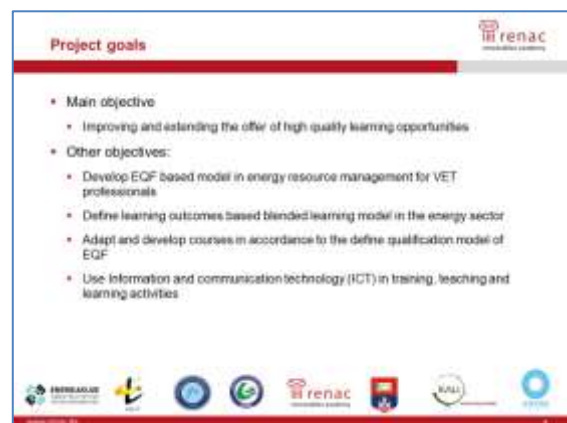 Project goals
renac
Main objective
Improving and extending the offer of high quality learning opportunities
Other objectives:
Develop EQF based model in energy resource management for VET
professionals
Define learning outcomes based blended learning model in the energy sector
Adapt and develop courses in accordance to the define qualification model of
EQF
Use Information and communication technology (ICT) in training, teaching and
learning activities
renac